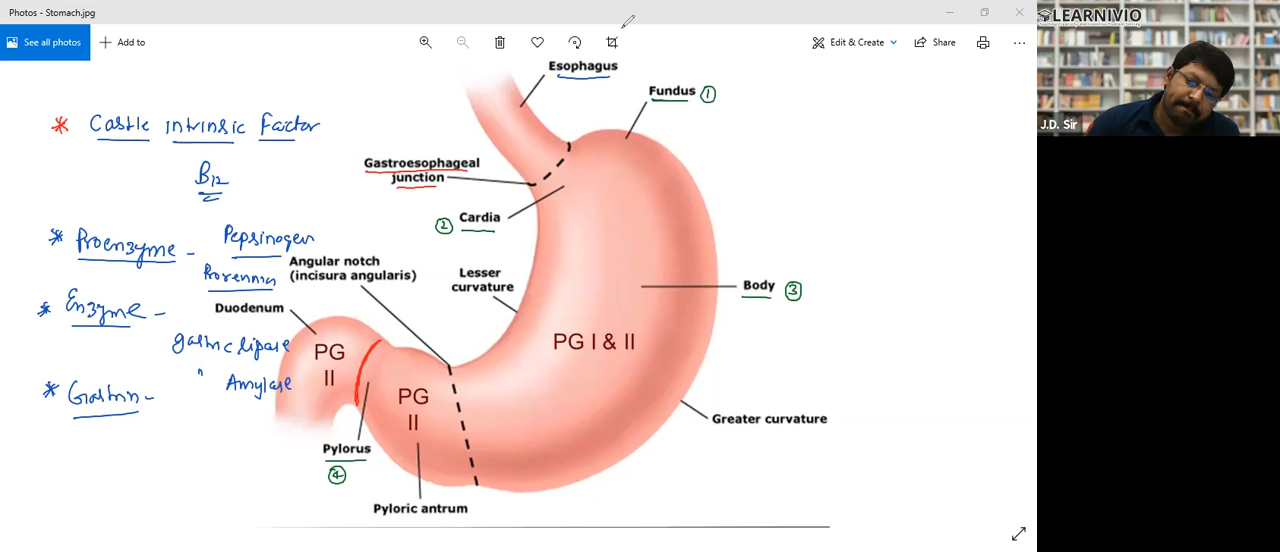 Photos - Stomach.jpg
See all photos
Add to
Edit & Create
Share
LEARNIVIO
J.D. Sir
Esophagus
Fundus 1
* Castle intrinsic Factor
B12
Gastroesophageal
junction
2 Cardia
* Proenzyme - Pepsinogen
Prorennin
Angular notch
(incisura angularis)
Lesser
curvature
Body 3
* Enzyme -
Duodenum
gastric lipase
" Amylase
PG
II
PG I & II
* Gastrin -
PG
II
Greater curvature
Pylorus
4
Pyloric antrum